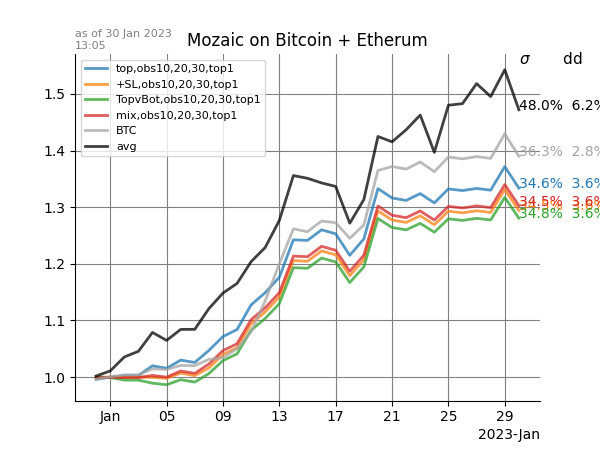 as of 30 Jan 2023
13:05
Mozaic on Bitcoin + Etherum
σ dd
top,obs10,20,30,top1
+SL,obs10,20,30,top1
TopvBot,obs10,20,30,top1
mix,obs10,20,30,top1
BTC
avg
48.0% 6.2%
36.3% 2.8%
34.6% 3.6%
34.5% 3.6%
34.8% 3.6%
1.5
1.4
1.3
1.2
1.1
1.0
Jan 05 09 13 17 21 25 29
2023-Jan